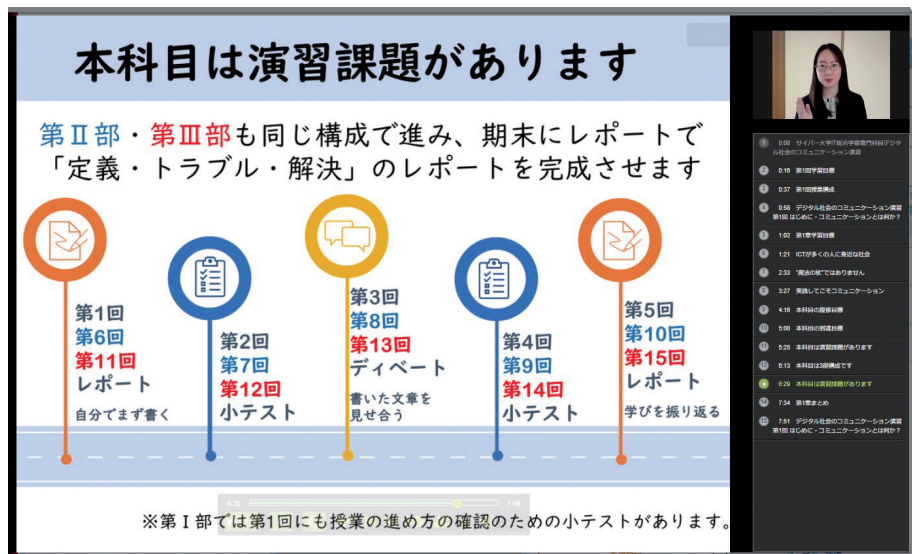 本科目は演習課題があります
第Ⅱ部・第Ⅲ部も同じ構成で進み、期末にレポートで
「定義・トラブル・解決」のレポートを完成させます
第1回
第6回
第11回
レポート
自分でまず書く
第2回
第7回
第12回
小テスト
第3回
第8回
第13回
ディベート
書いた文章を
見せ合う
第4回
第9回
第14回
小テスト
第5回
第10回
第15回
レポート
学びを振り返る
※第Ⅰ部では第1回にも授業の進め方の確認のための小テストがあります。
1 0:00 サイバー大学IT総合学部専門科目デジタ
ル社会のコミュニケーション演習
2 0:16 第1回学習目標
3 0:37 第1回授業構成
4 0:58 デジタル社会のコミュニケーション演習
第1回 はじめに・コミュニケーションとは何か？
5 1:02 第1章学習目標
6 1:21 ICTが多くの人に身近な社会
7 2:33 "魔法の杖"ではありません
8 3:27 実践してこそコミュニケーション
9 4:16 本科目の履修目標
10 5:00 本科目の到達目標
11 5:25 本科目は演習課題があります
12 6:13 本科目は3部構成です
6:29 本科目は演習課題があります
14 7:34 第1章まとめ
15 7:51 デジタル社会のコミュニケーション演習
第1回 はじめに・コミュニケーションとは何か？